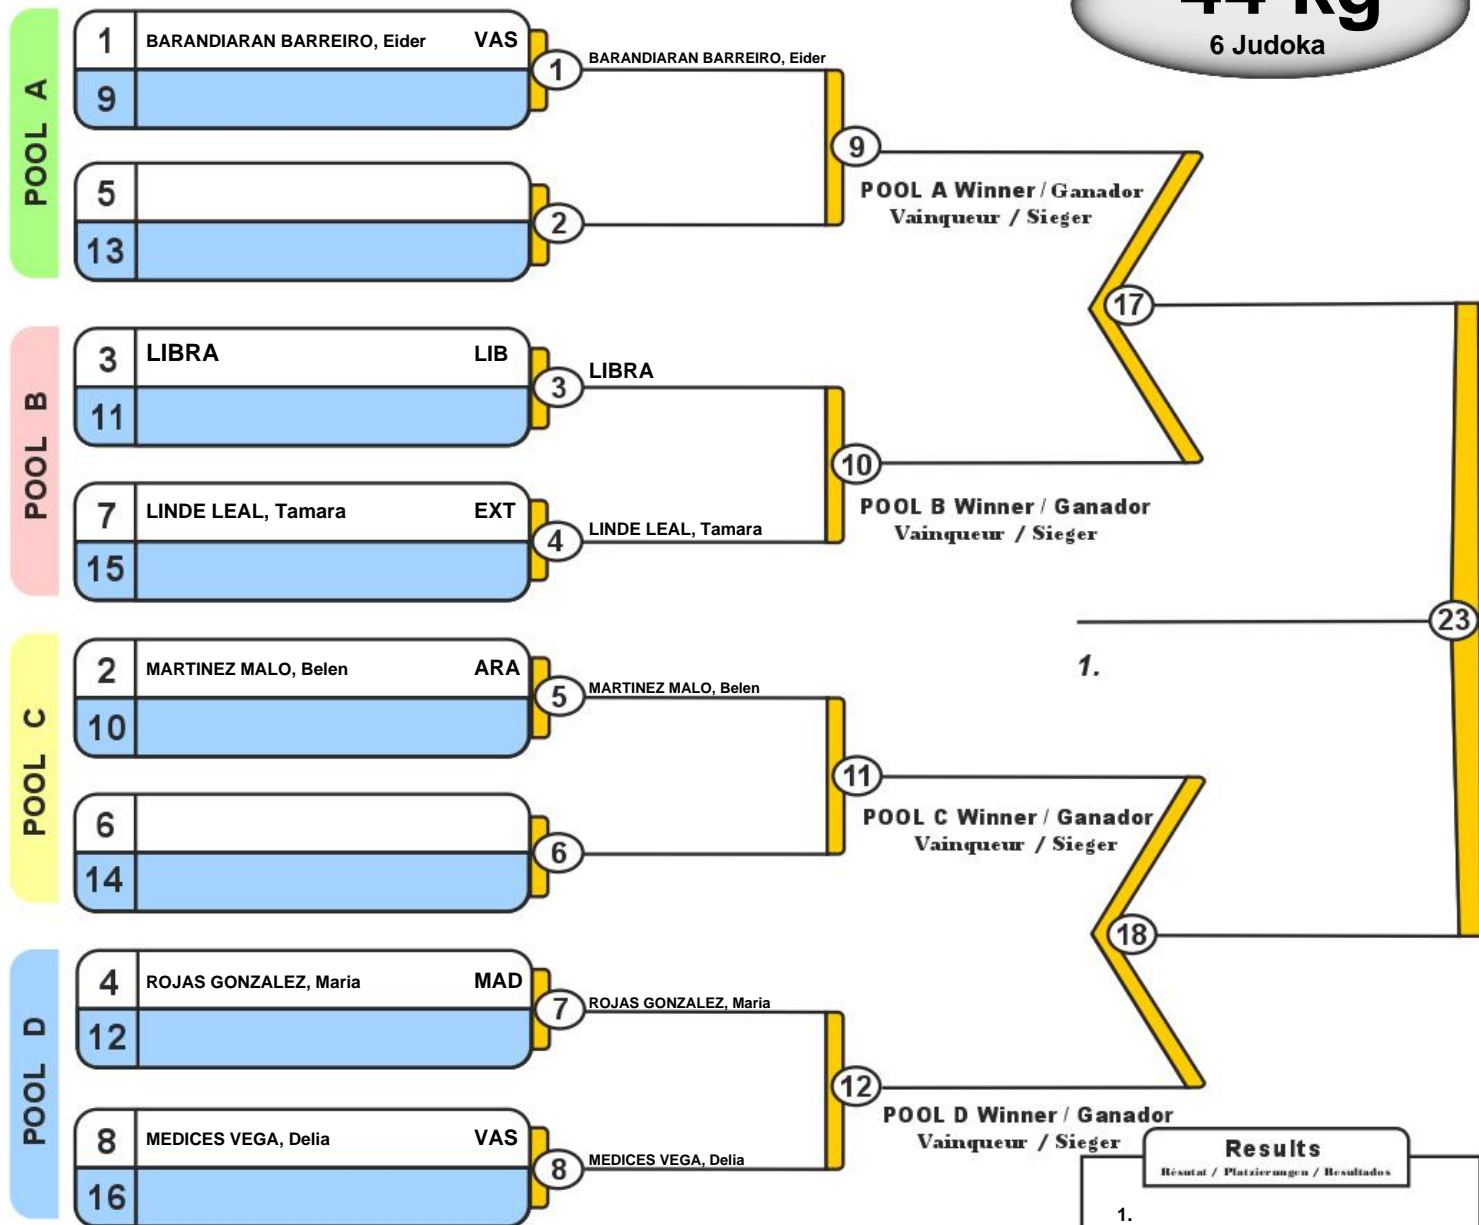 44 kg
6 Judoka
POOL A
1 BARANDIARAN BARREIRO, Eider VAS
9
1
BARANDIARAN BARREIRO, Eider
5
13
2
9
POOL A Winner / Ganador
Vainqueur / Sieger
17
POOL B
3 LIBRA LIB
11
3
LIBRA
7 LINDE LEAL, Tamara EXT
15
4
LINDE LEAL, Tamara
10
POOL B Winner / Ganador
Vainqueur / Sieger
23
1.
POOL C
2 MARTINEZ MALO, Belen ARA
10
5
MARTINEZ MALO, Belen
6
14
6
11
POOL C Winner / Ganador
Vainqueur / Sieger
18
POOL D
4 ROJAS GONZALEZ, Maria MAD
12
7
ROJAS GONZALEZ, Maria
8 MEDICES VEGA, Delia VAS
16
8
MEDICES VEGA, Delia
12
POOL D Winner / Ganador
Vainqueur / Sieger
Results
Résutat / Platzierungen / Resultados
1.